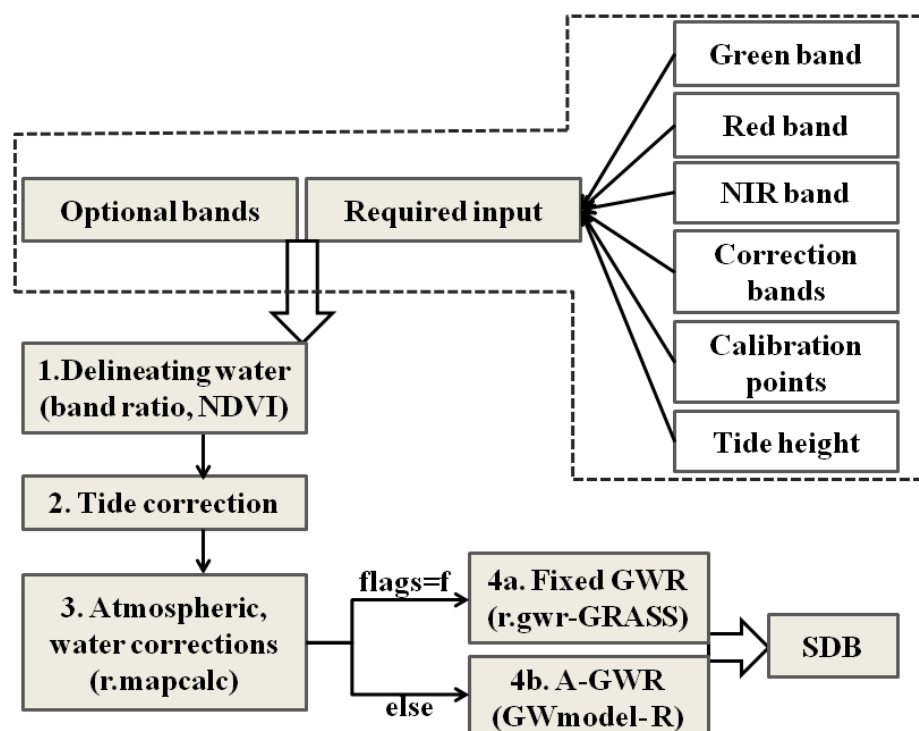 Green band
Red band
NIR band
Correction
bands
Calibration
points
Tide height
Optional bands
Required input
1.Delineating water
(band ratio, NDVI)
2. Tide correction
3. Atmospheric,
water corrections
(r.mapcalc)
flags=f
else
4a. Fixed GWR
(r.gwr-GRASS)
4b. A-GWR
(GWmodel-R)
SDB